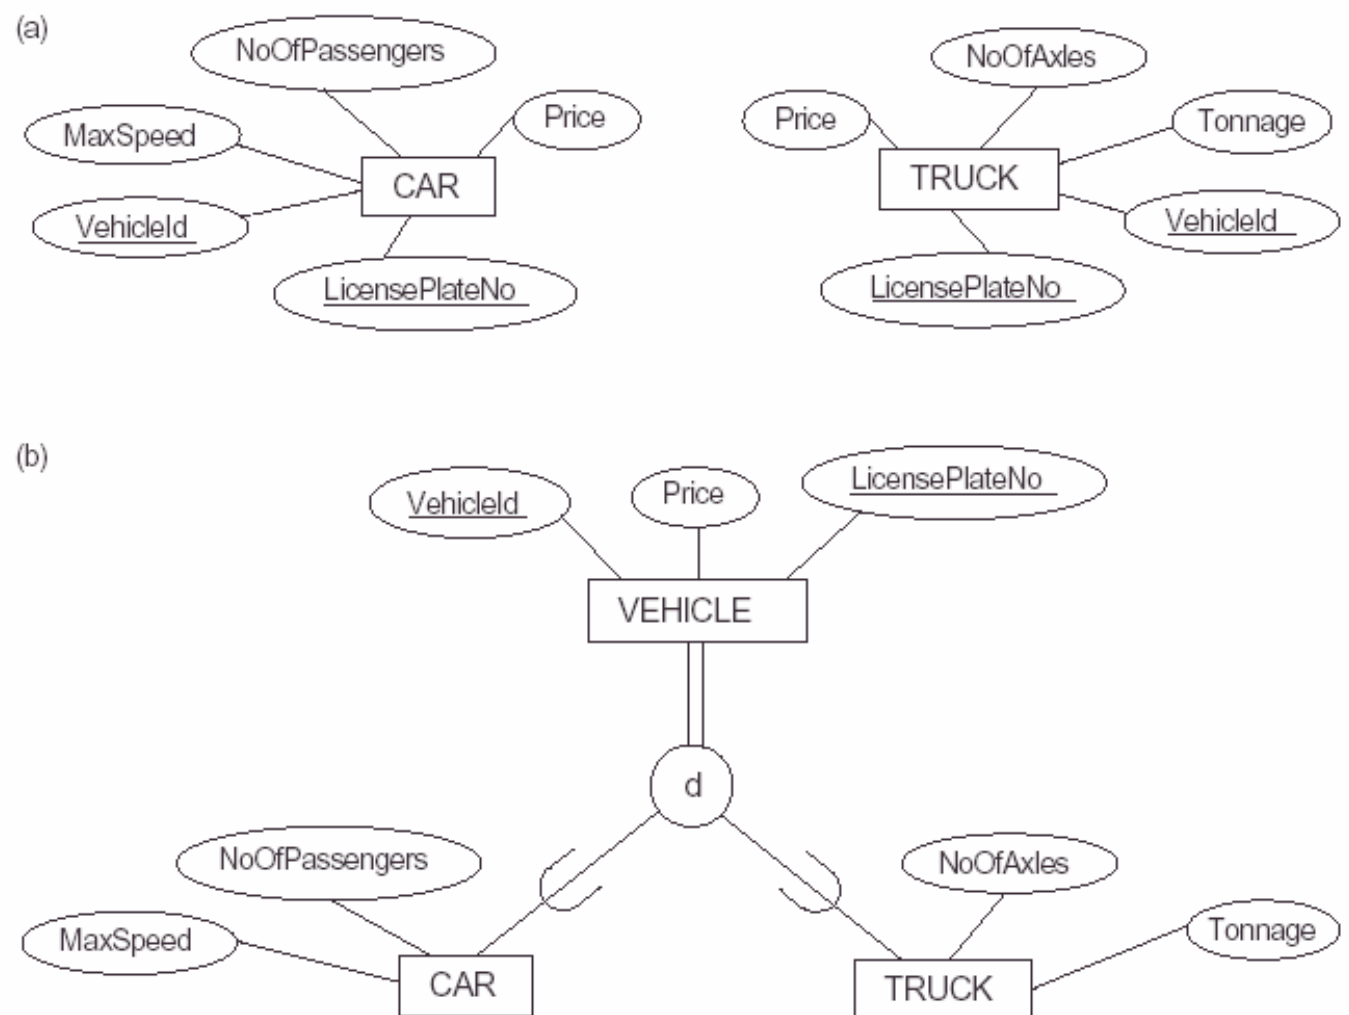 (a)
NoOfPassengers
NoOfAxles
Price
Price
Tonnage
MaxSpeed
CAR
TRUCK
VehicleId
VehicleId
LicensePlateNo
LicensePlateNo
(b)
VehicleId
Price
LicensePlateNo
VEHICLE
d
NoOfPassengers
NoOfAxles
MaxSpeed
Tonnage
CAR
TRUCK